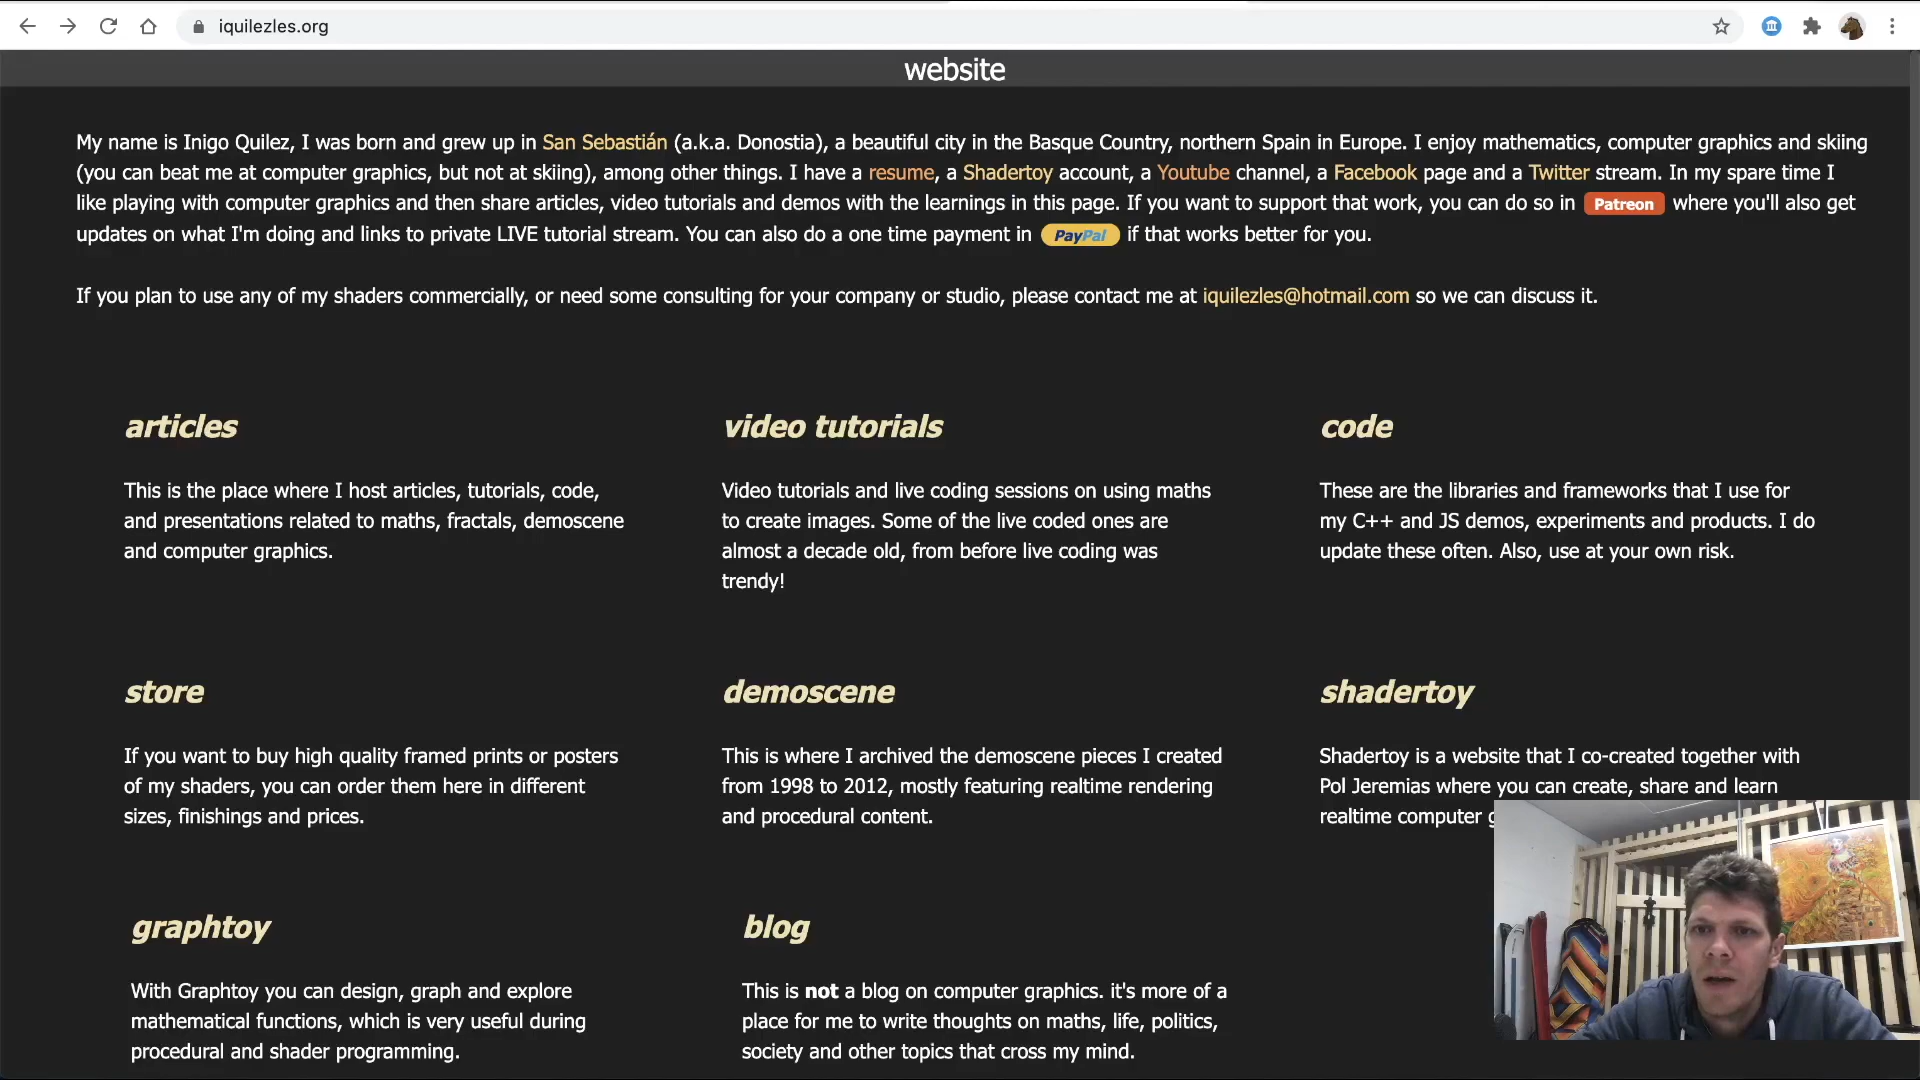 iquilezles.org
website
My name is Inigo Quilez, I was born and grew up in San Sebastián (a.k.a. Donostia), a beautiful city in the Basque Country, northern Spain in Europe. I enjoy mathematics, computer graphics and skiing
(you can beat me at computer graphics, but not at skiing), among other things. I have a resume, a Shadertoy account, a Youtube channel, a Facebook page and a Twitter stream. In my spare time I
like playing with computer graphics and then share articles, video tutorials and demos with the learnings in this page. If you want to support that work, you can do so in Patreon where you'll also get
updates on what I'm doing and links to private LIVE tutorial stream. You can also do a one time payment in PayPal if that works better for you.
If you plan to use any of my shaders commercially, or need some consulting for your company or studio, please contact me at iquilezles@hotmail.com so we can discuss it.
articles
This is the place where I host articles, tutorials, code,
and presentations related to maths, fractals, demoscene
and computer graphics.
video tutorials
Video tutorials and live coding sessions on using maths
to create images. Some of the live coded ones are
almost a decade old, from before live coding was
trendy!
code
These are the libraries and frameworks that I use for
my C++ and JS demos, experiments and products. I do
update these often. Also, use at your own risk.
store
If you want to buy high quality framed prints or posters
of my shaders, you can order them here in different
sizes, finishings and prices.
demoscene
This is where I archived the demoscene pieces I created
from 1998 to 2012, mostly featuring realtime rendering
and procedural content.
shadertoy
Shadertoy is a website that I co-created together with
Pol Jeremias where you can create, share and learn
realtime computer
graphtoy
With Graphtoy you can design, graph and explore
mathematical functions, which is very useful during
procedural and shader programming.
blog
This is not a blog on computer graphics. it's more of a
place for me to write thoughts on maths, life, politics,
society and other topics that cross my mind.